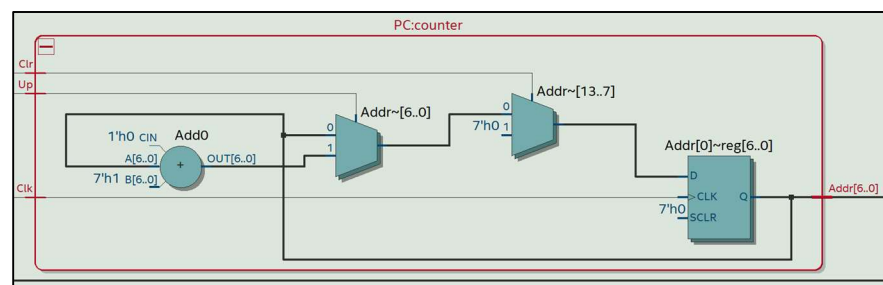 PC:counter
Clr
Up
Addr~[13..7]
Addr~[6..0]
0
7'h0
1
1'h0 CIN
Add0
0
1
A[6..0]
+
OUT[6..0]
7'h1 B[6..0]
Addr[0]~reg[6..0]
D
Clk
>CLK
Q
Addr[6..0]
7'h0
SCLR